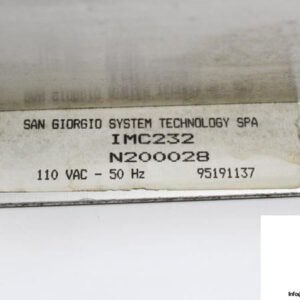 SAN GIORGIO SYSTEM TECHNOLOGY SPA
IMC232
N200028
110 VAC - 50 Hz 95191137